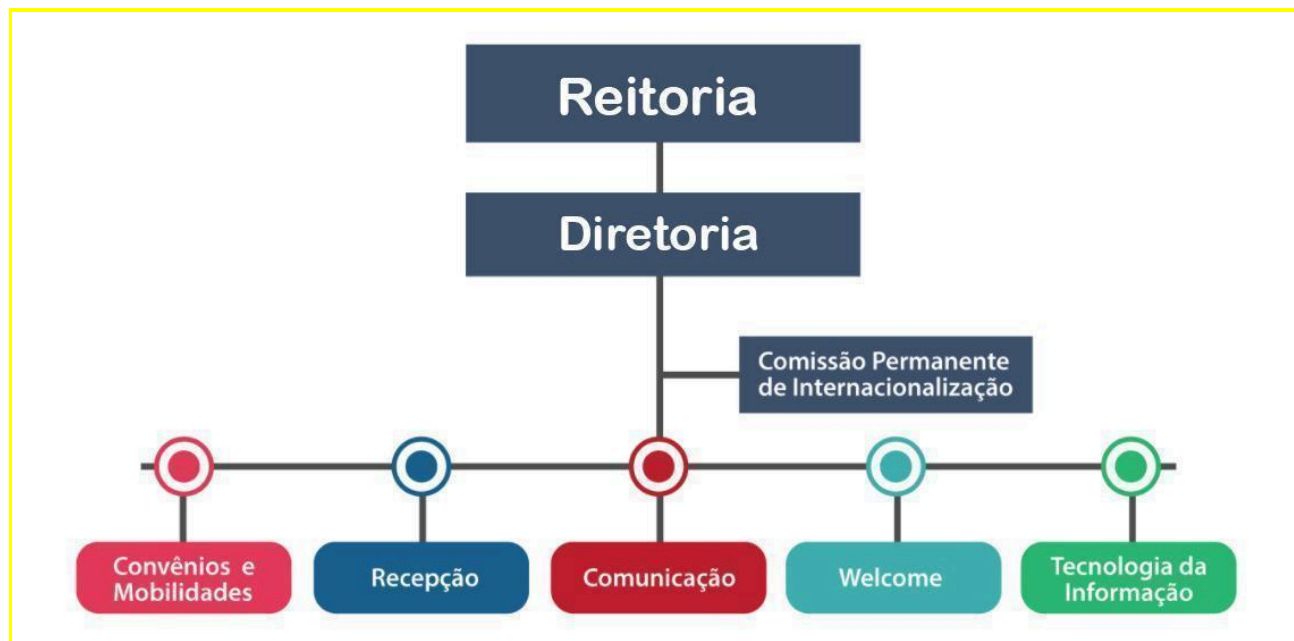 Reitoria
Diretoria
Comissão Permanente
de Internacionalização
Convênios e
Mobilidades
Recepção
Comunicação
Welcome
Tecnologia da
Informação